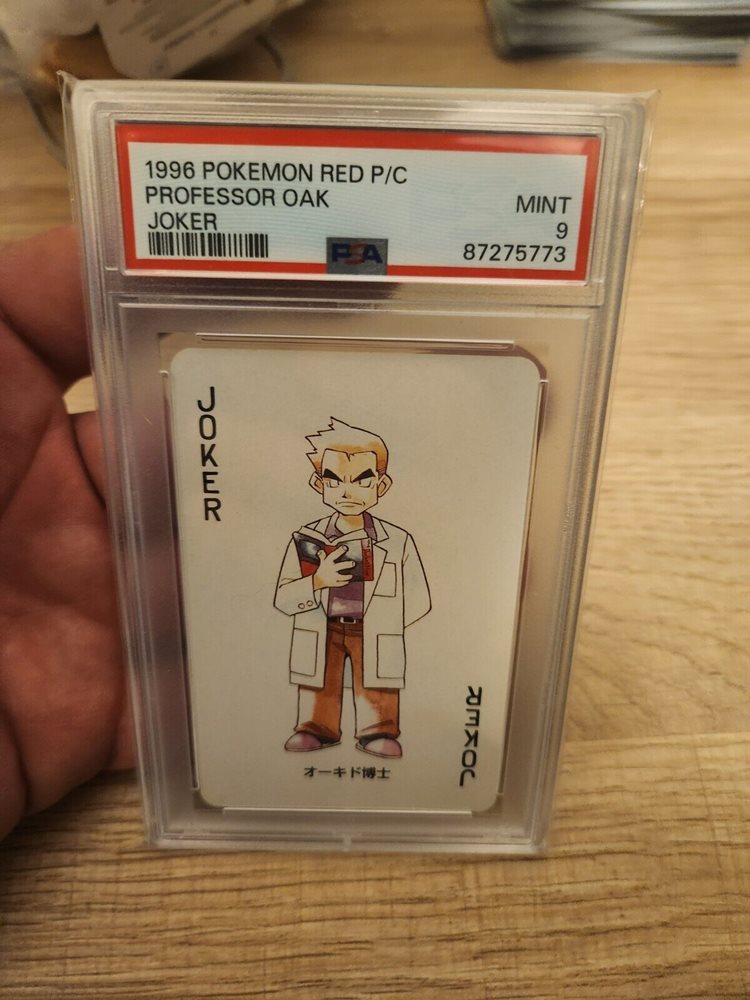 1996 POKEMON RED P/C
PROFESSOR OAK
MINT
JOKER
9
PSA
87275773
JOKER
オーキド博士
JOKER